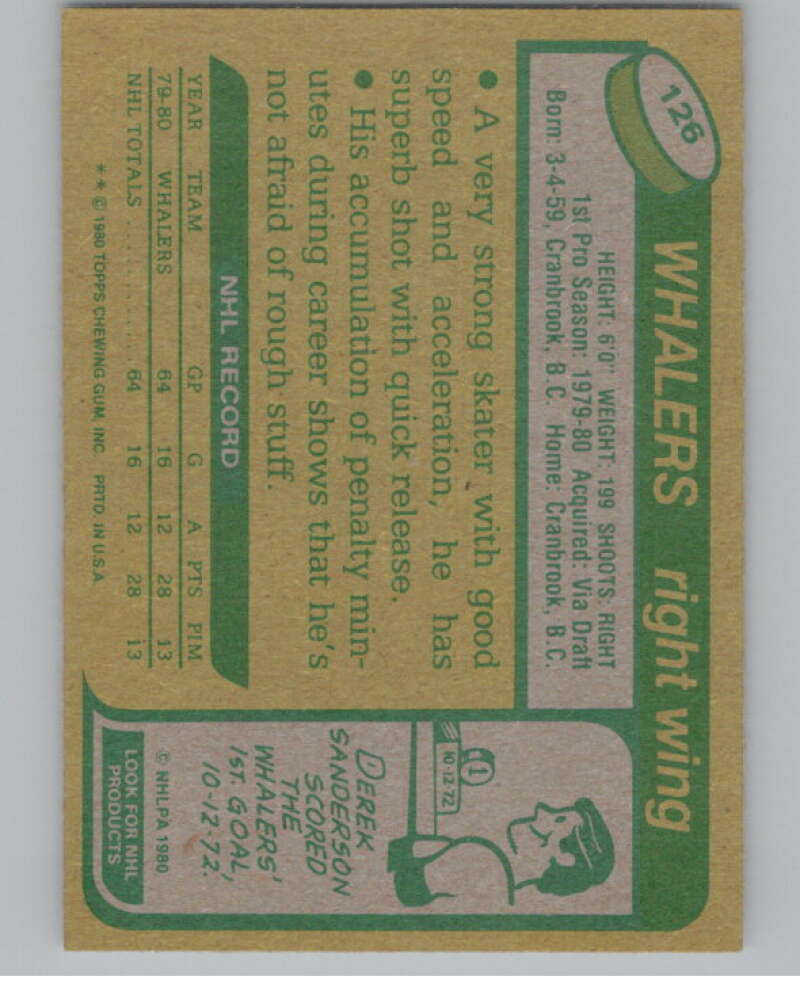 126
WHALERS right wing
HEIGHT: 6'0" WEIGHT: 199 SHOOTS: RIGHT
1st Pro Season: 1979-80 Acquired: Via Draft
Born: 3-4-59, Cranbrook, B.C. Home: Cranbrook, B.C.
● A very strong skater with good
speed and acceleration, he has
superb shot with quick release.
● His accumulation of penalty min-
utes during career shows that he's
not afraid of rough stuff.
NHL RECORD
YEAR TEAM GP G A PTS PIM
79-80 WHALERS 64 16 12 28 13
NHL TOTALS ............ 64 16 12 28 13
** © 1980 TOPPS CHEWING GUM, INC. PRTD. IN U.S.A.
1
10-12-72
DEREK
SANDERSON
SCORED
THE
WHALERS'
1ST. GOAL,
10-12-72.
© NHLPA 1980
LOOK FOR NHL
PRODUCTS